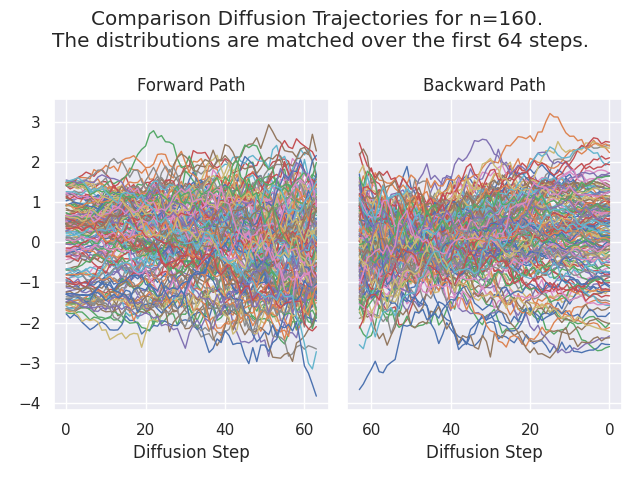 Comparison Diffusion Trajectories for n=160.
The distributions are matched over the first 64 steps.
Forward Path
Backward Path
3
2
1
0
−1
−2
−3
−4
0 20 40 60
60 40 20 0
Diffusion Step
Diffusion Step